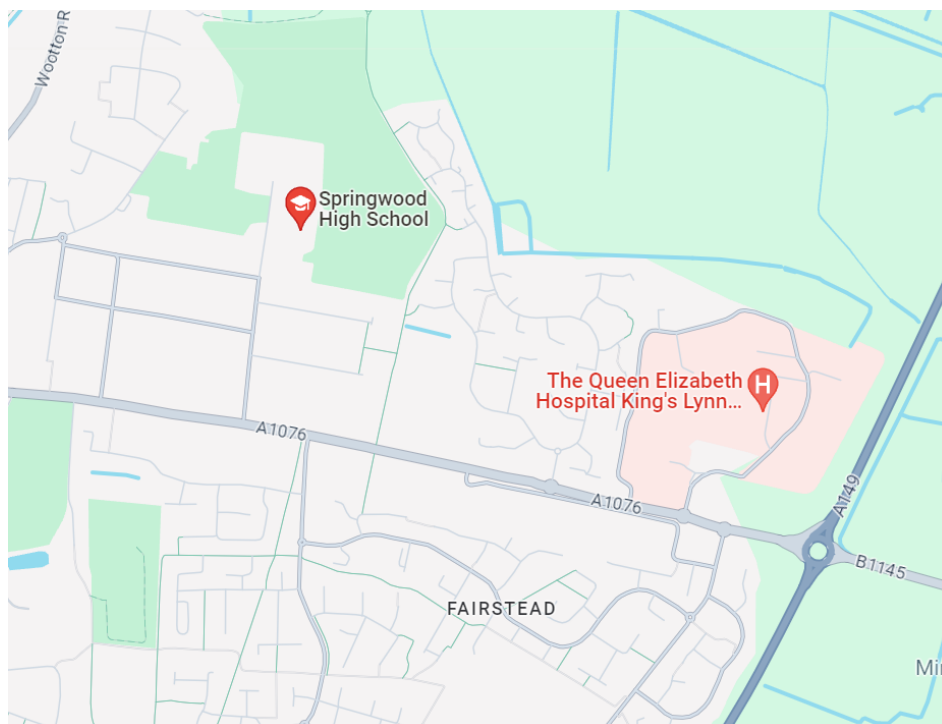 Wootton R
Springwood
High School
The Queen Elizabeth
Hospital King's Lynn...
H
A1076
A1076
A149
B1145
FAIRSTEAD
Mi